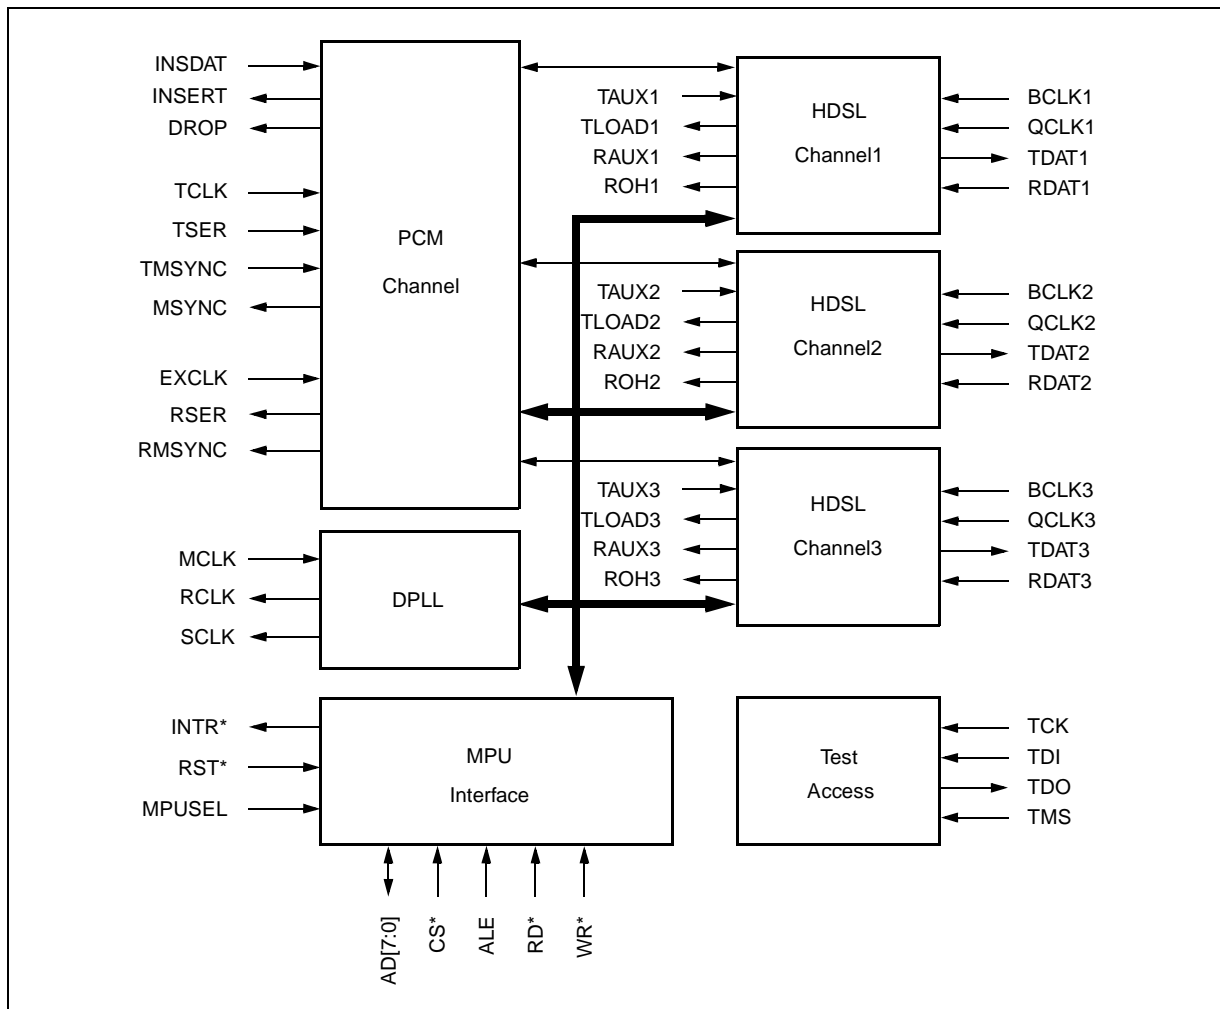 INSDAT
INSERT
DROP
TCLK
TSER
TMSYNC
MSYNC
EXCLK
RSER
RMSYNC
PCM
Channel
TAUX1
TLOAD1
RAUX1
ROH1
HDSL
Channel1
BCLK1
QCLK1
TDAT1
RDAT1
TAUX2
TLOAD2
RAUX2
ROH2
HDSL
Channel2
BCLK2
QCLK2
TDAT2
RDAT2
TAUX3
TLOAD3
RAUX3
ROH3
HDSL
Channel3
BCLK3
QCLK3
TDAT3
RDAT3
MCLK
RCLK
SCLK
DPLL
INTR*
RST*
MPUSEL
MPU
Interface
Test
Access
TCK
TDI
TDO
TMS
AD[7:0]
CS*
ALE
RD*
WR*